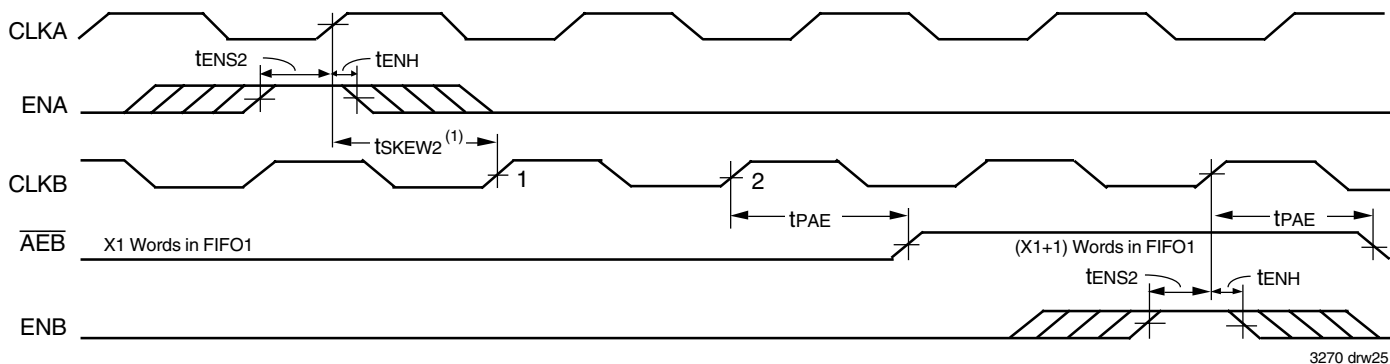 CLKA
tENS2
tENH
ENA
tSKEW2 (1)
CLKB
1
2
tPAE
tPAE
AEB
X1 Words in FIFO1
(X1+1) Words in FIFO1
tENS2
tENH
ENB
3270 drw25